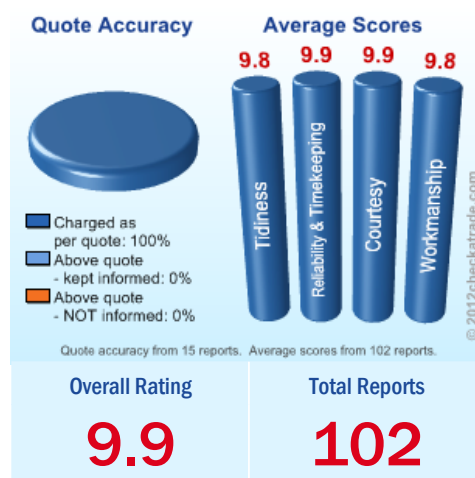 Quote Accuracy
Average Scores
9.8
9.9
9.9
9.8
Tidiness
Reliability & Timekeeping
Courtesy
Workmanship
Charged as
per quote: 100%
Above quote
- kept informed: 0%
Above quote
- NOT informed: 0%
© 2012checkatrade.com
Quote accuracy from 15 reports. Average scores from 102 reports.
Overall Rating
Total Reports
9.9
102